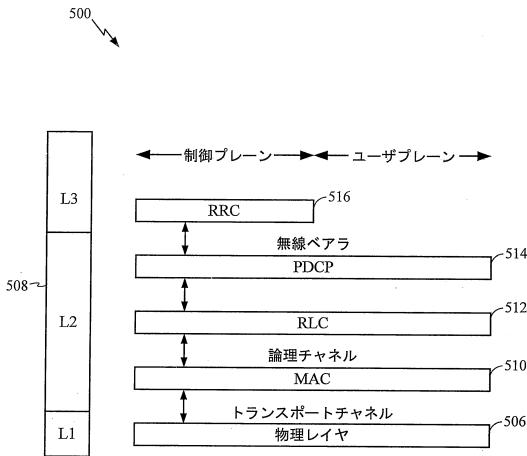 500
制御プレーン
ユーザプレーン
L3
RRC
516
無線ベアラ
514
PDCP
508
L2
512
RLC
論理チャネル
510
MAC
トランスポートチャネル
506
L1
物理レイヤ